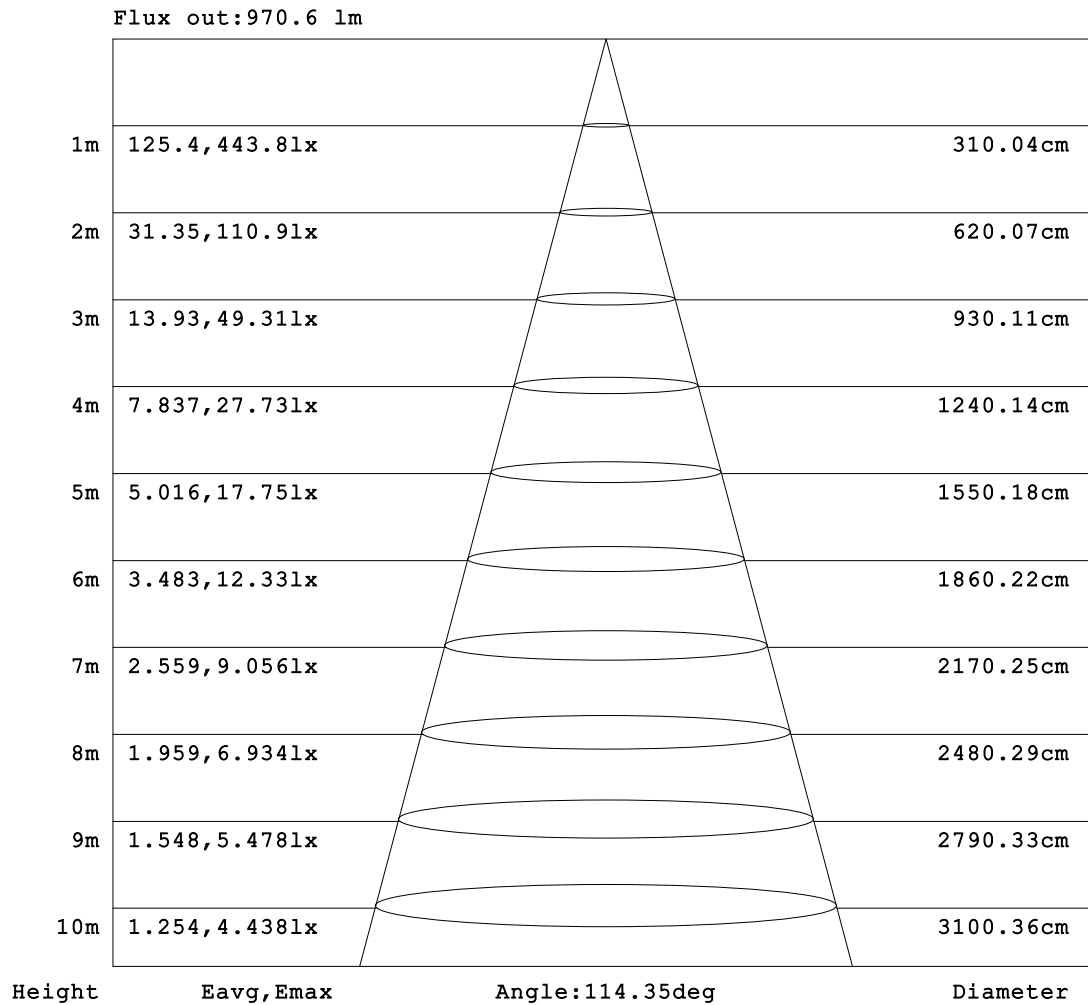 Flux out:970.6 lm
1m 125.4,443.8lx 310.04cm
2m 31.35,110.9lx 620.07cm
3m 13.93,49.31lx 930.11cm
4m 7.837,27.73lx 1240.14cm
5m 5.016,17.75lx 1550.18cm
6m 3.483,12.33lx 1860.22cm
7m 2.559,9.056lx 2170.25cm
8m 1.959,6.934lx 2480.29cm
9m 1.548,5.478lx 2790.33cm
10m 1.254,4.438lx 3100.36cm
Height Eavg,Emax Angle:114.35deg Diameter